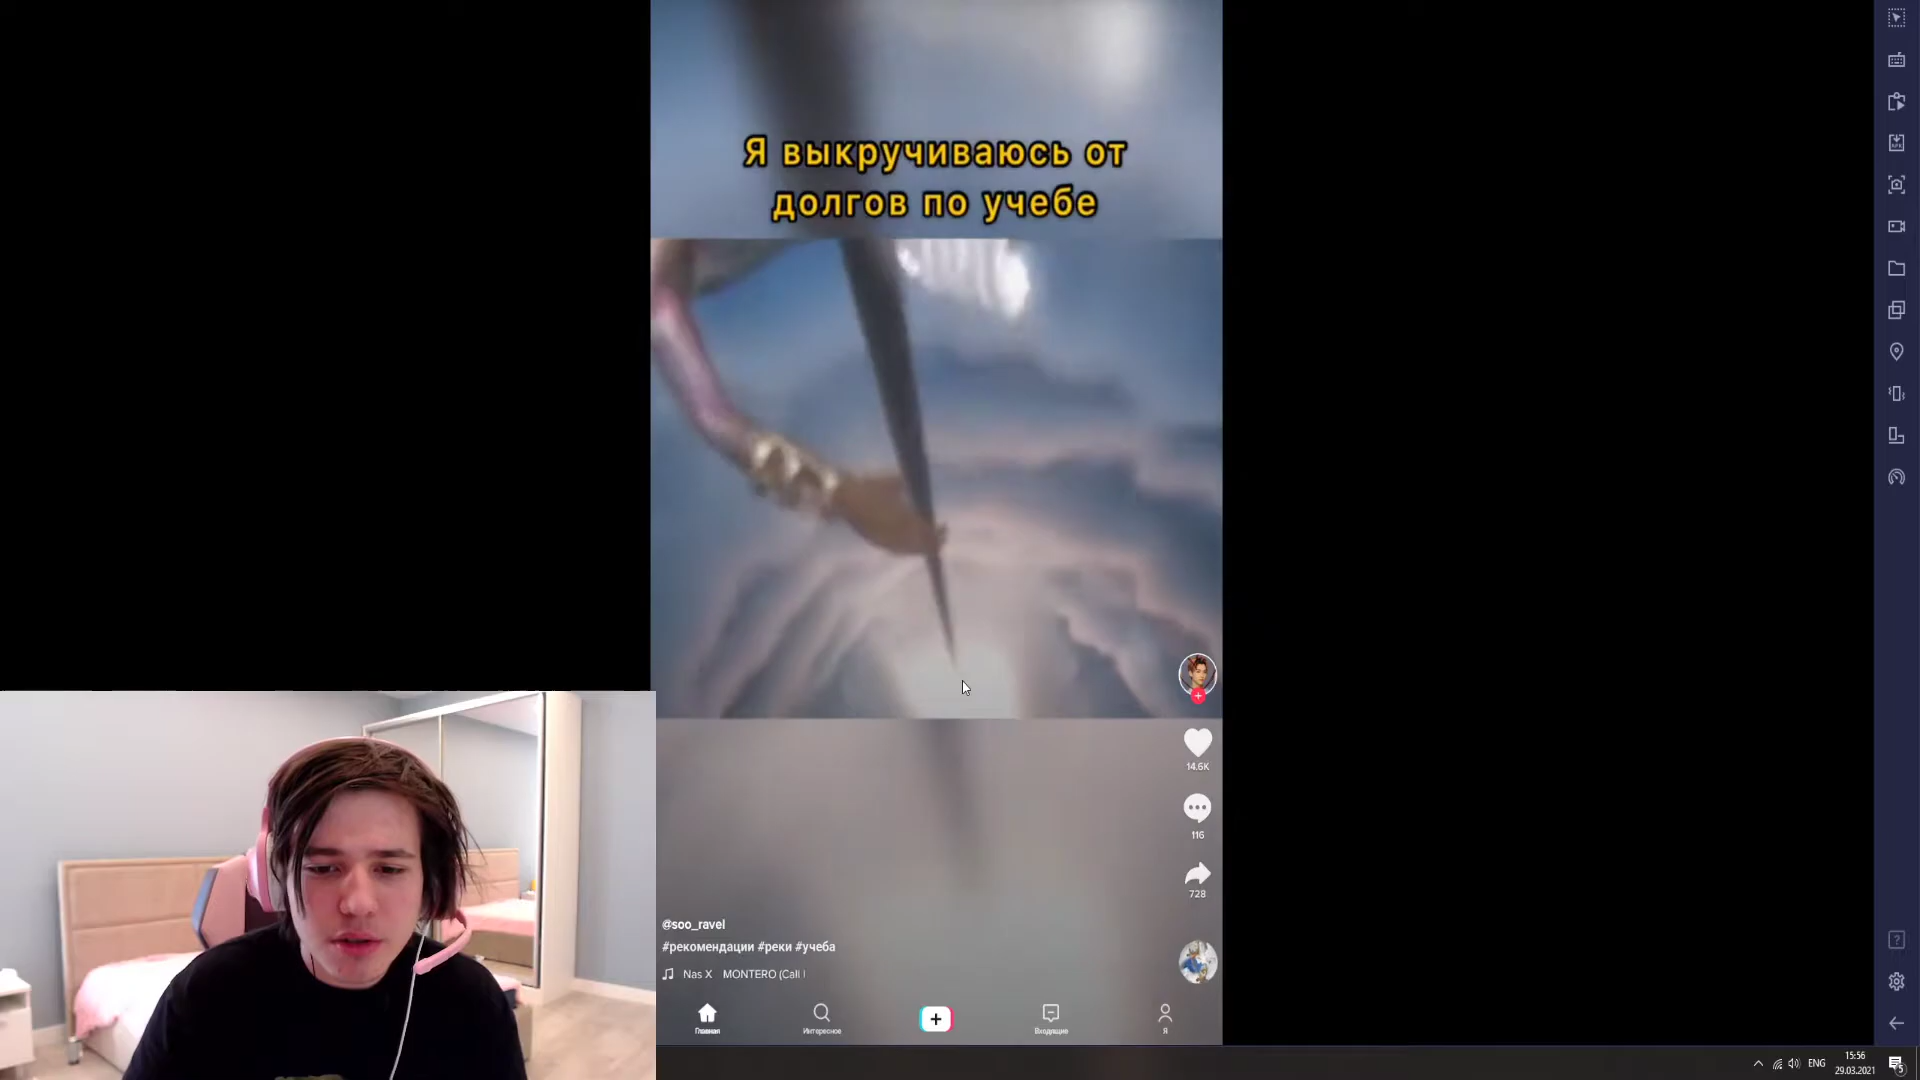 Я выкручиваюсь от
долгов по учебе
14.6K
116
728
@soo_ravel
#рекомендации #реки #учеба
Nas X MONTERO (Call
Главная
Интересное
Входящие
Я
ENG
15:56
29.03.2021